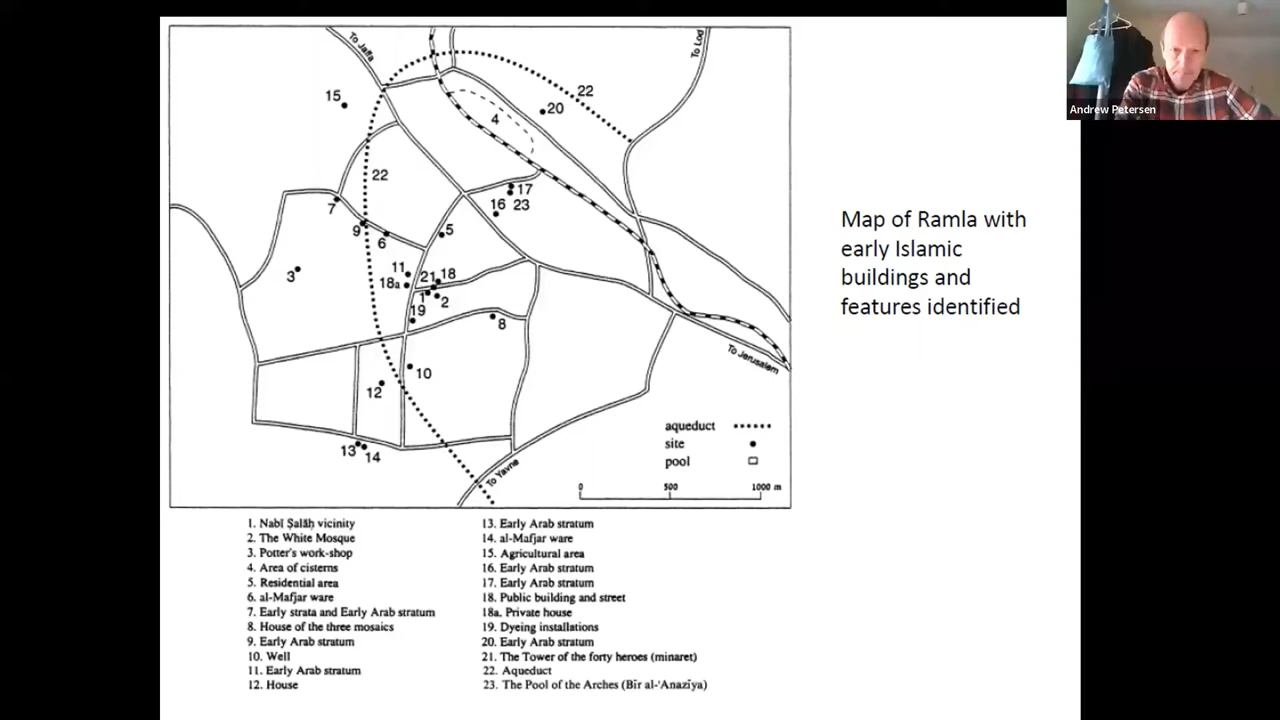 To Jaffa
To Lod
15
22
20
4
22
17
16 23
7
9
6
5
3
11
18a
21 18
1 2
19
8
10
12
13
14
To Jerusalem
To Yavne
aqueduct
site
pool
0 500 1000 m
1. Nabī Ṣalāḥ vicinity
2. The White Mosque
3. Potter's work-shop
4. Area of cisterns
5. Residential area
6. al-Mafjar ware
7. Early strata and Early Arab stratum
8. House of the three mosaics
9. Early Arab stratum
10. Well
11. Early Arab stratum
12. House
13. Early Arab stratum
14. al-Mafjar ware
15. Agricultural area
16. Early Arab stratum
17. Early Arab stratum
18. Public building and street
18a. Private house
19. Dyeing installations
20. Early Arab stratum
21. The Tower of the forty heroes (minaret)
22. Aqueduct
23. The Pool of the Arches (Bīr al-'Anazīya)
Map of Ramla with
early Islamic
buildings and
features identified
Andrew Petersen